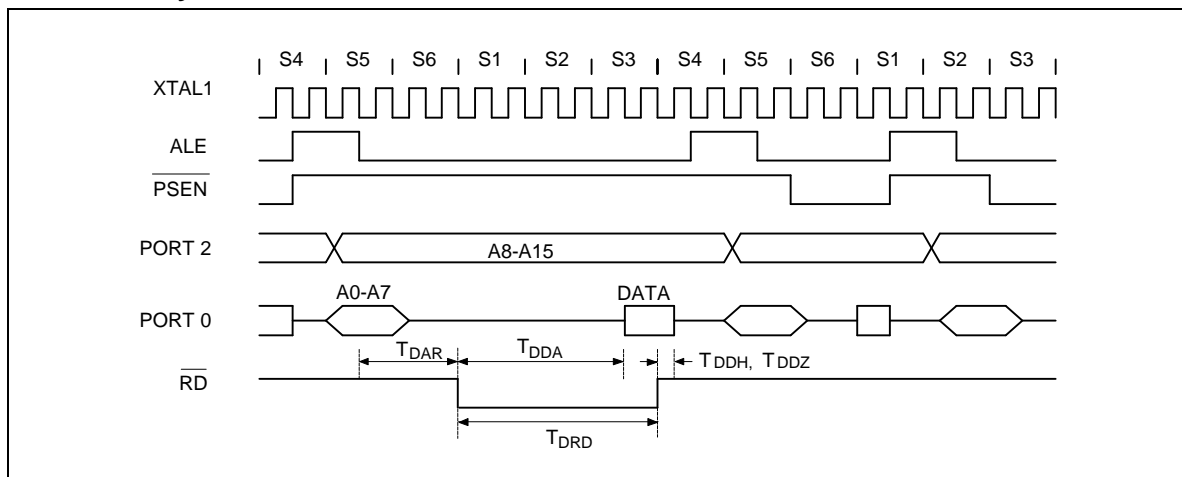 S4 S5 S6 S1 S2 S3 S4 S5 S6 S1 S2 S3
XTAL1
ALE
PSEN
PORT 2
A8-A15
A0-A7
DATA
PORT 0
TDAR
TDDA
TDDH, TDDZ
RD
TDRD